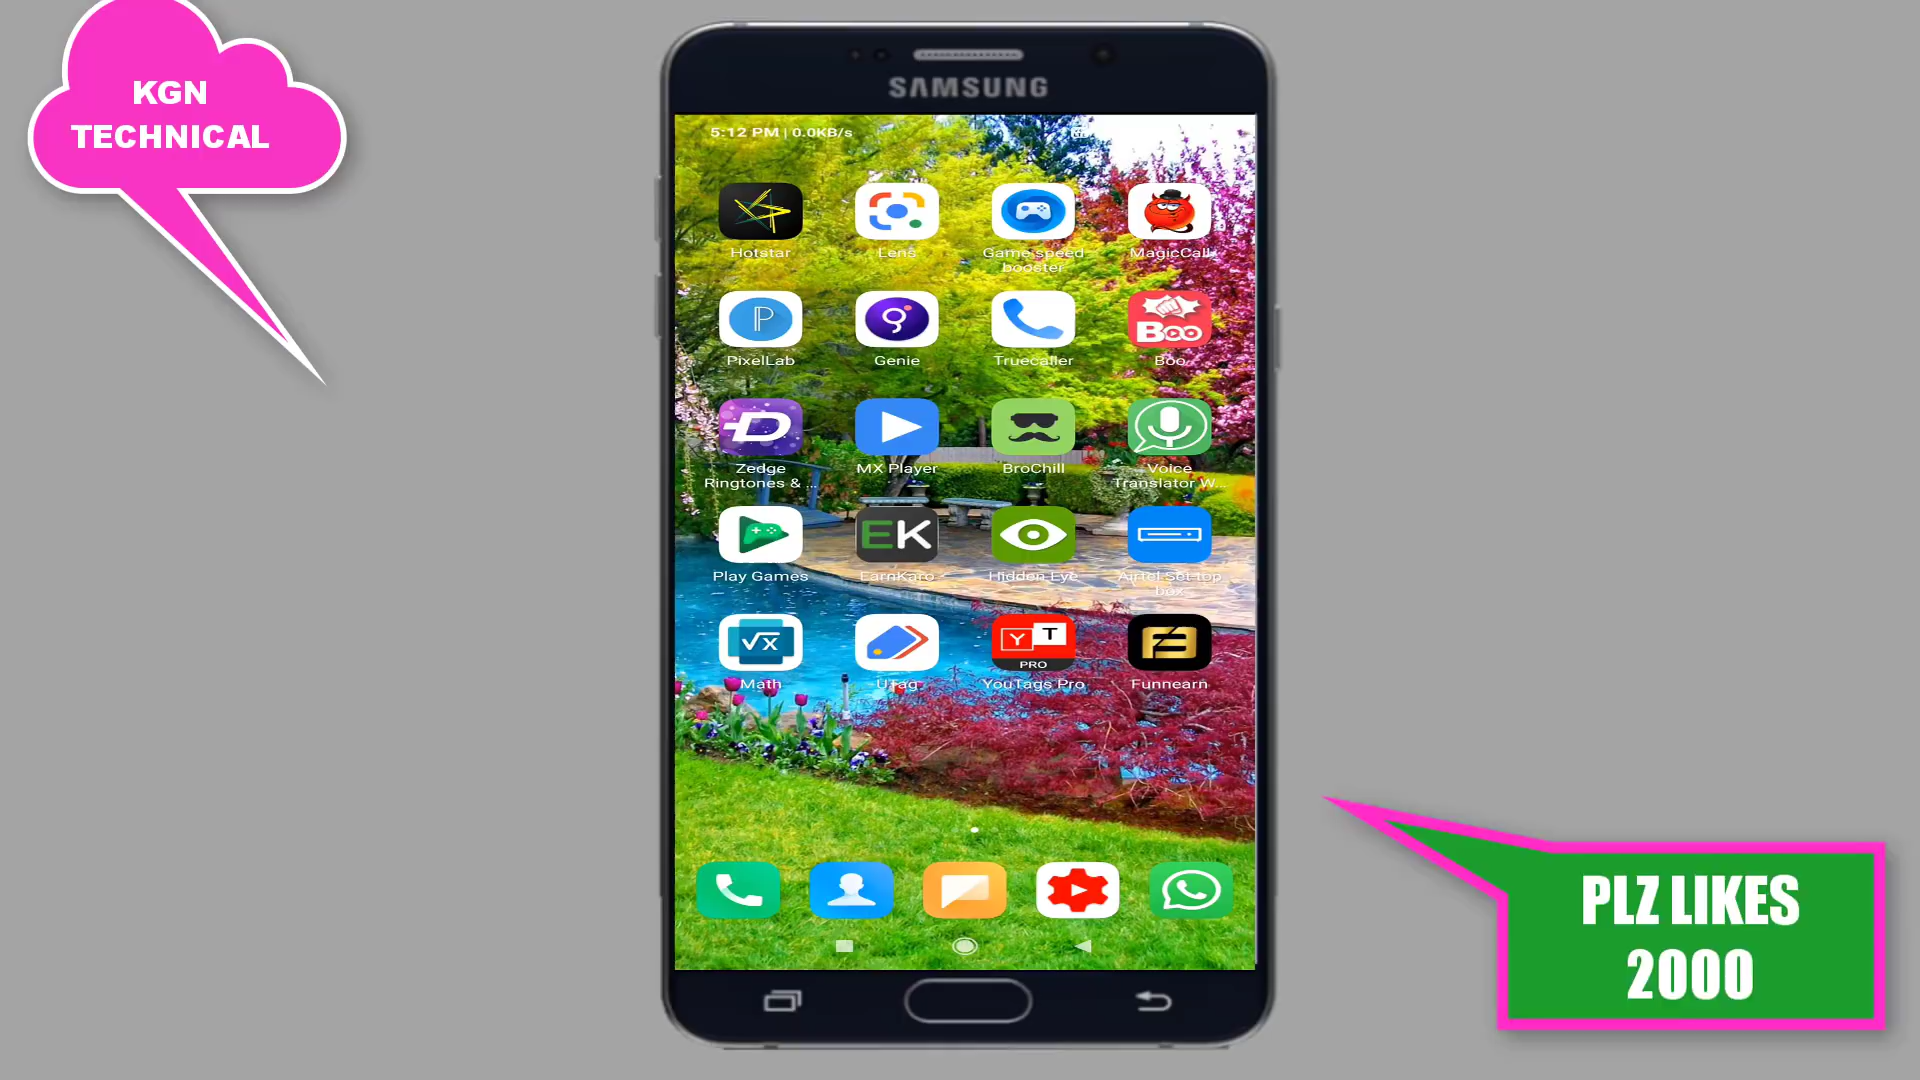 KGN
TECHNICAL
SAMSUNG
5:12 PM | 0.0KB/s
Hotstar
Lens
Game speed
booster
MagicCall
PixelLab
Genie
Truecaller
Boo
Boo
Zedge
Ringtones & ...
MX Player
BroChill
Voice
Translator W...
EK
Play Games
EarnKaro
Hidden Eye
Airtel Set-top
box
√x
Y T
PRO
Math
UTag
YouTags Pro
Funnearn
PLZ LIKES
2000